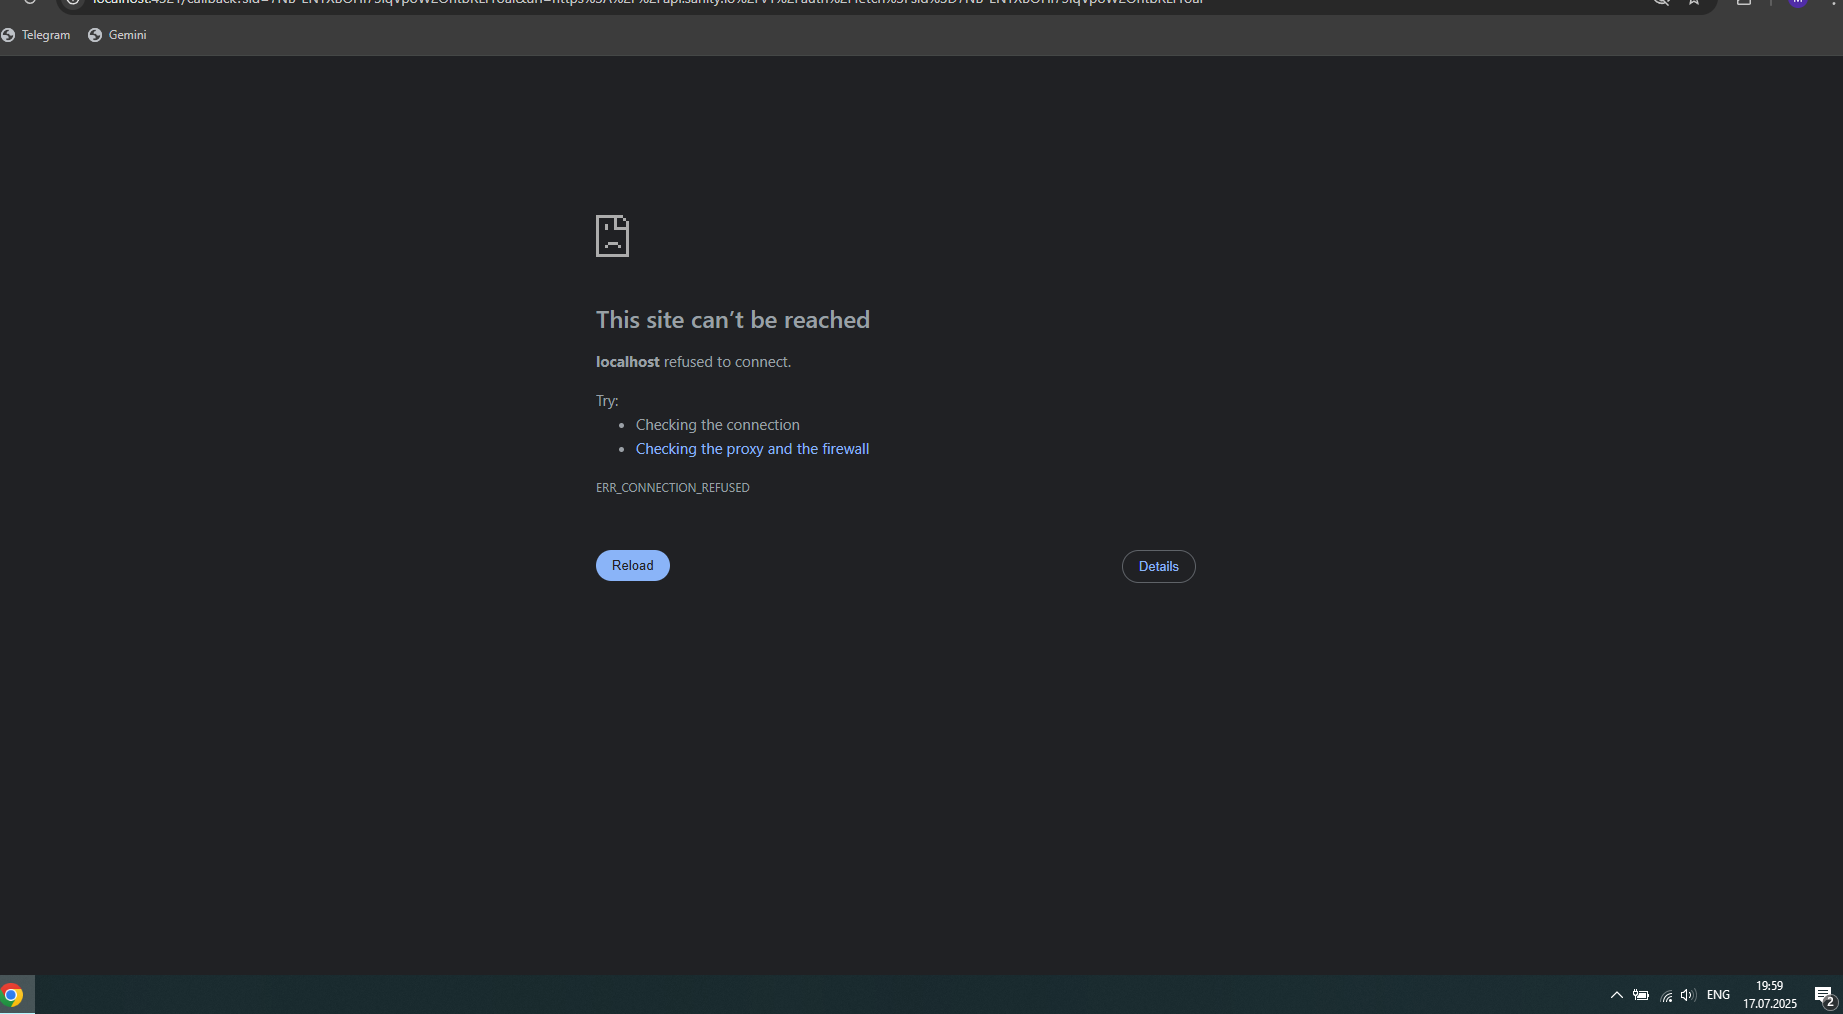 Telegram
Gemini
This site can’t be reached
localhost refused to connect.
Try:
• Checking the connection
• Checking the proxy and the firewall
ERR_CONNECTION_REFUSED
Reload
Details
ENG
19:59
17.07.2025
2